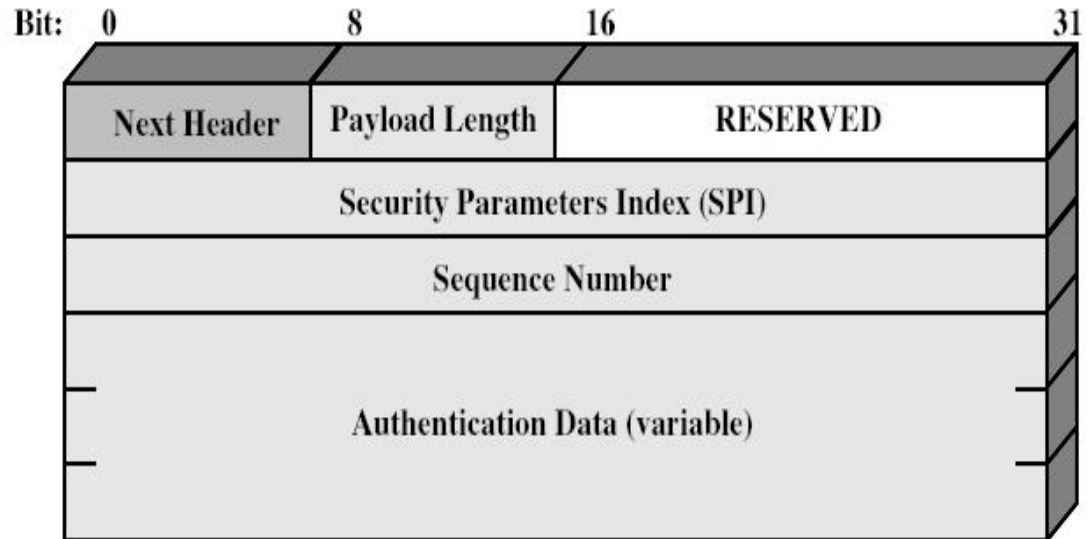 Bit: 0 8 16 31
Next Header Payload Length RESERVED
Security Parameters Index (SPI)
Sequence Number
Authentication Data (variable)